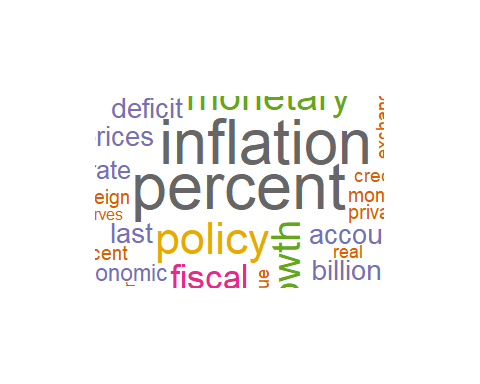 deficit
monetary
rices
inflation
exchan
rate
percent
cred
eign
mon
rves
priva
last
policy
owth
accou
cent
real
onomic
fiscal
ue
billion